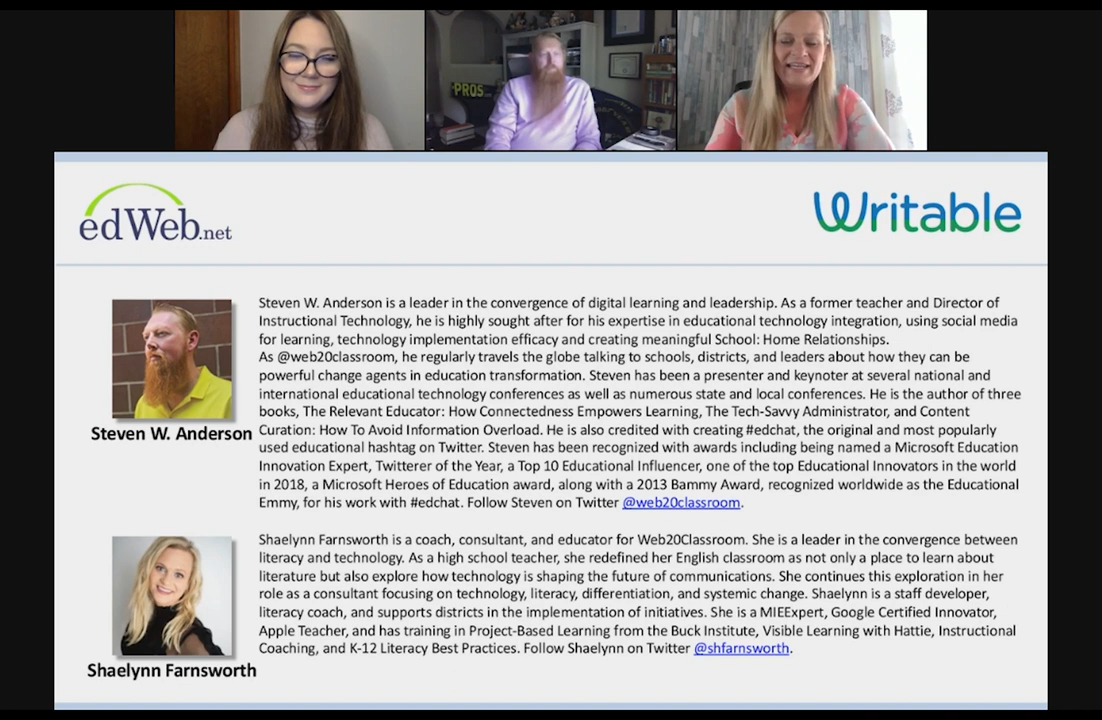 PROS
edWeb.net
Writable
Steven W. Anderson is a leader in the convergence of digital learning and leadership. As a former teacher and Director of
Instructional Technology, he is highly sought after for his expertise in educational technology integration, using social media
for learning, technology implementation efficacy and creating meaningful School: Home Relationships.
As @web20classroom, he regularly travels the globe talking to schools, districts, and leaders about how they can be
powerful change agents in education transformation. Steven has been a presenter and keynoter at several national and
international educational technology conferences as well as numerous state and local conferences. He is the author of three
books, The Relevant Educator: How Connectedness Empowers Learning, The Tech-Savvy Administrator, and Content
Curation: How To Avoid Information Overload. He is also credited with creating #edchat, the original and most popularly
used educational hashtag on Twitter. Steven has been recognized with awards including being named a Microsoft Education
Innovation Expert, Twitterer of the Year, a Top 10 Educational Influencer, one of the top Educational Innovators in the world
in 2018, a Microsoft Heroes of Education award, along with a 2013 Bammy Award, recognized worldwide as the Educational
Emmy, for his work with #edchat. Follow Steven on Twitter @web20classroom.
Steven W. Anderson
Shaelynn Farnsworth is a coach, consultant, and educator for Web20Classroom. She is a leader in the convergence between
literacy and technology. As a high school teacher, she redefined her English classroom as not only a place to learn about
literature but also explore how technology is shaping the future of communications. She continues this exploration in her
role as a consultant focusing on technology, literacy, differentiation, and systemic change. Shaelynn is a staff developer,
literacy coach, and supports districts in the implementation of initiatives. She is a MIEExpert, Google Certified Innovator,
Apple Teacher, and has training in Project-Based Learning from the Buck Institute, Visible Learning with Hattie, Instructional
Coaching, and K-12 Literacy Best Practices. Follow Shaelynn on Twitter @shfarnsworth.
Shaelynn Farnsworth